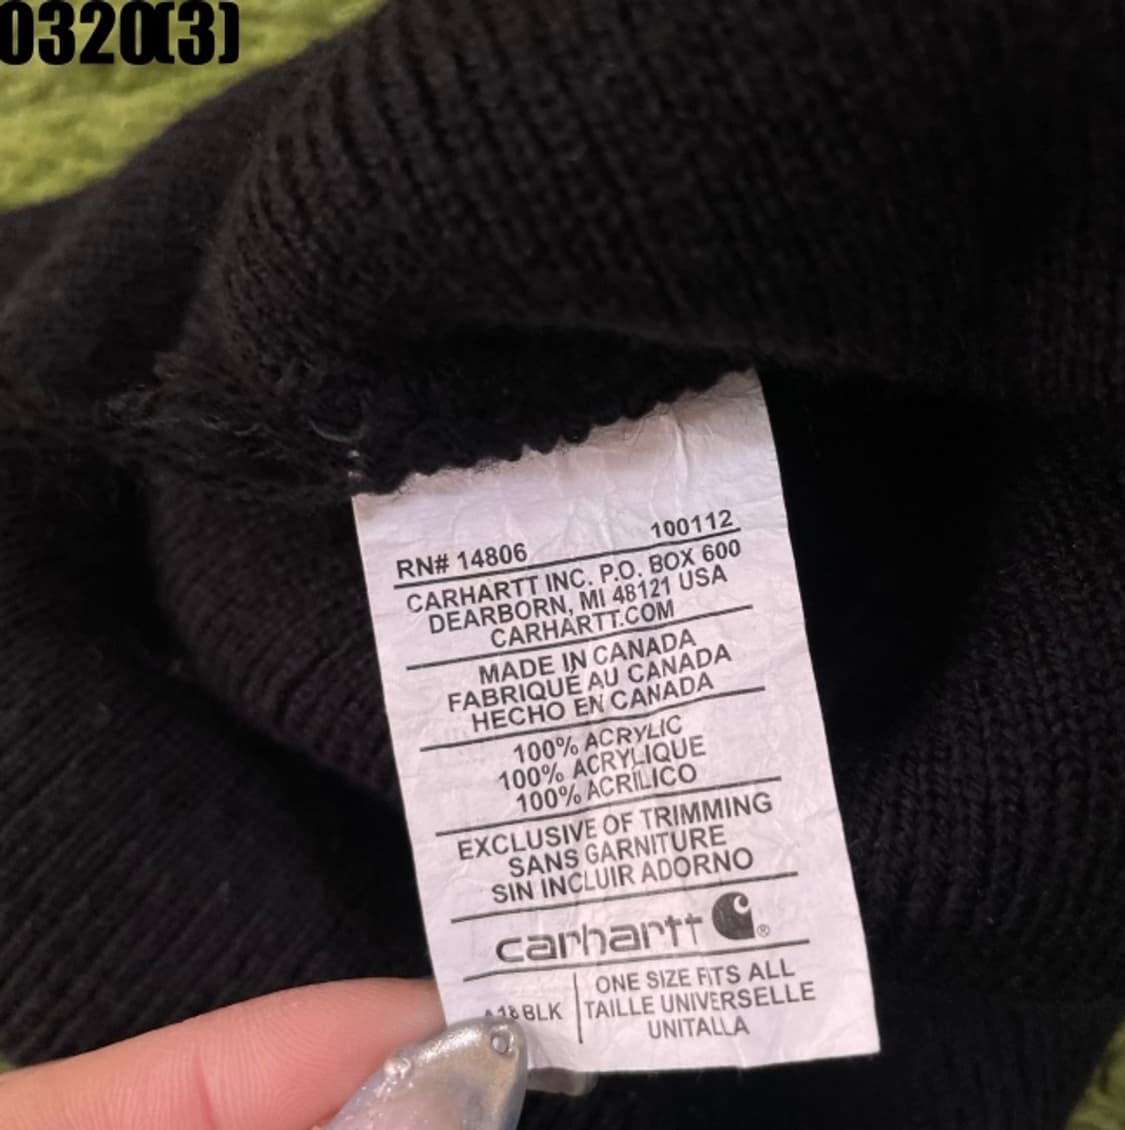 0320(3)
RN# 14806 100112
CARHARTT INC. P.O. BOX 600
DEARBORN, MI 48121 USA
CARHARTT.COM
MADE IN CANADA
FABRIQUÉ AU CANADA
HECHO EN CANADA
100% ACRYLIC
100% ACRYLIQUE
100% ACRÍLICO
EXCLUSIVE OF TRIMMING
SANS GARNITURE
SIN INCLUIR ADORNO
carhartt ®
BLK
ONE SIZE FITS ALL
TAILLE UNIVERSELLE
UNITALLA